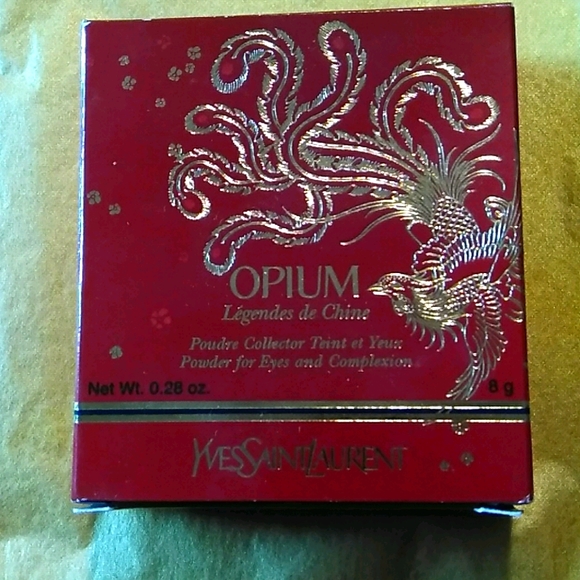 OPIUM
Légendes de Chine
Poudre Collector Teint et Yeux
Powder for Eyes and Complexion
Net Wt. 0.28 oz. 8 g
YVESSAINTLAURENT